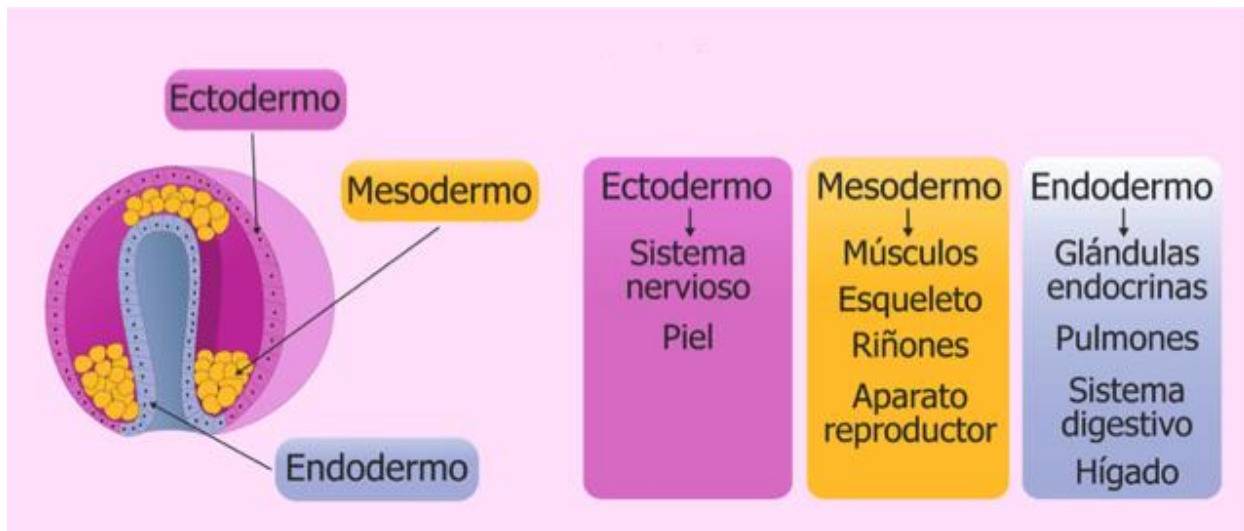 Ectodermo
Mesodermo
Endodermo
Ectodermo
Sistema
nervioso
Piel
Mesodermo
Músculos
Esqueleto
Riñones
Aparato
reproductor
Endodermo
Glándulas
endocrinas
Pulmones
Sistema
digestivo
Hígado